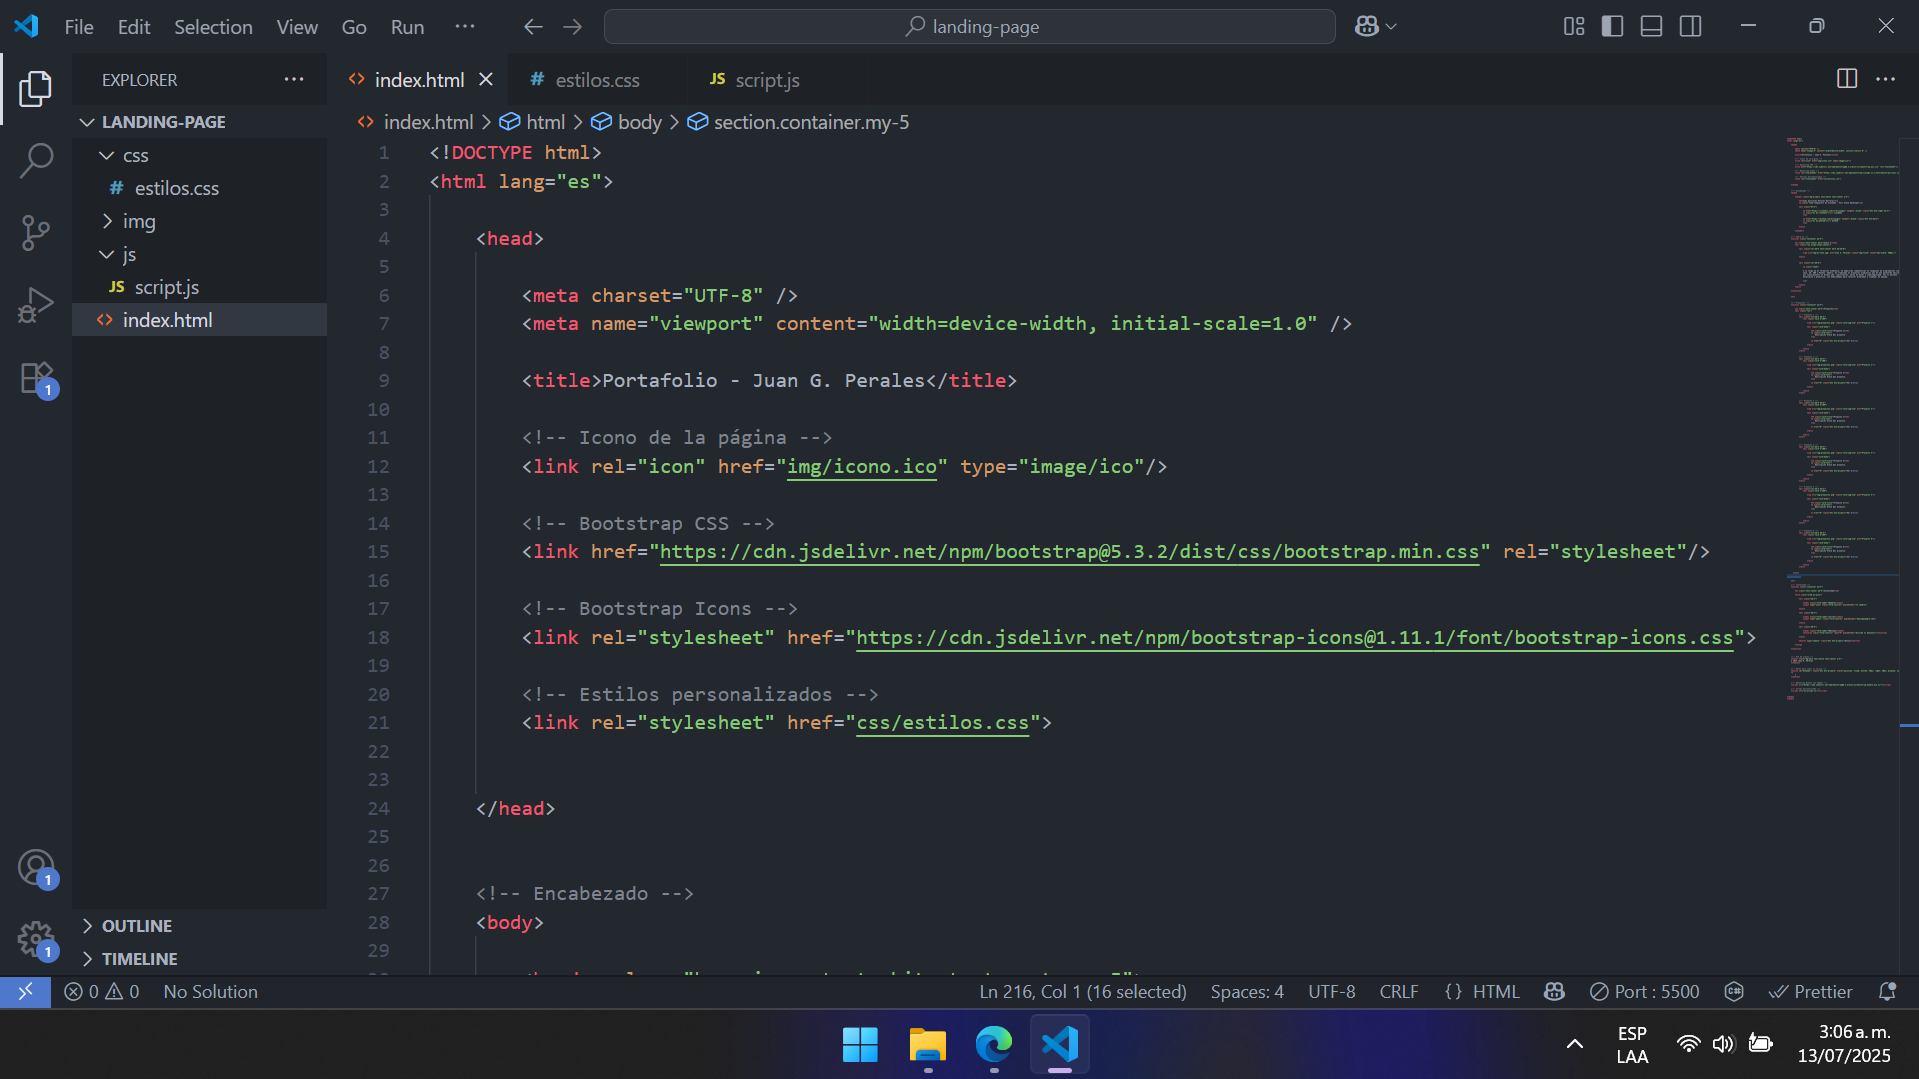 File Edit Selection View Go Run ··· landing-page
EXPLORER ···
index.html
# estilos.css
JS script.js
LANDING-PAGE
css
# estilos.css
img
js
JS script.js
index.html
index.html > html > body > section.container.my-5
1 <!DOCTYPE html>
2 <html lang="es">
3
4 <head>
5
6 <meta charset="UTF-8" />
7 <meta name="viewport" content="width=device-width, initial-scale=1.0" />
8
9 <title>Portafolio - Juan G. Perales</title>
10
11 <!-- Icono de la página -->
12 <link rel="icon" href="img/icono.ico" type="image/ico"/>
13
14 <!-- Bootstrap CSS -->
15 <link href="https://cdn.jsdelivr.net/npm/bootstrap@5.3.2/dist/css/bootstrap.min.css" rel="stylesheet"/>
16
17 <!-- Bootstrap Icons -->
18 <link rel="stylesheet" href="https://cdn.jsdelivr.net/npm/bootstrap-icons@1.11.1/font/bootstrap-icons.css">
19
20 <!-- Estilos personalizados -->
21 <link rel="stylesheet" href="css/estilos.css">
22
23
24 </head>
25
26
27 <!-- Encabezado -->
28 <body>
29
1
1
1
OUTLINE
TIMELINE
0 0 No Solution
Ln 216, Col 1 (16 selected) Spaces: 4 UTF-8 CRLF {} HTML Port : 5500 Prettier
ESP
LAA
3:06 a. m.
13/07/2025